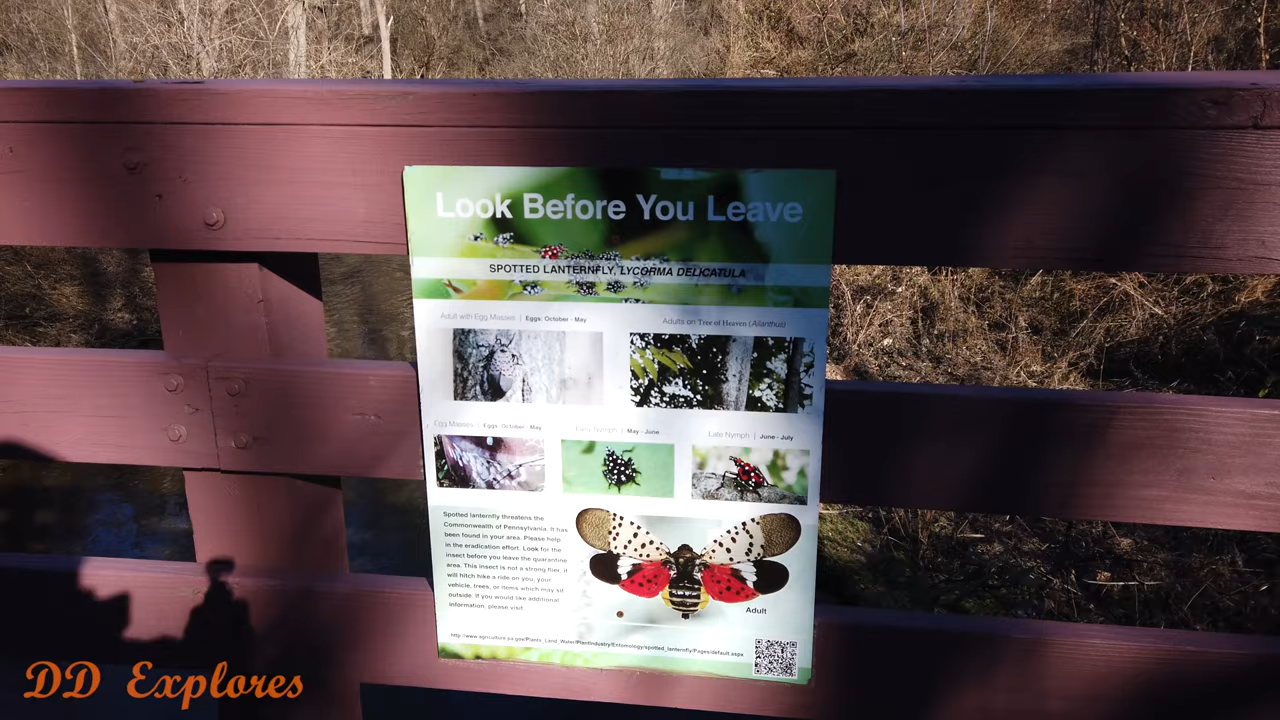 Look Before You Leave
SPOTTED LANTERNFLY, LYCORMA DELICATULA
Adult with Egg Masses | Eggs: October - May
Adults on Tree of Heaven (Ailanthus)
Egg Masses | Eggs: October - May
Early Nymph | May - June
Late Nymph | June - July
Spotted lanternfly threatens the
Commonwealth of Pennsylvania. It has
been found in your area. Please help
in the eradication effort. Look for the
insect before you leave the quarantine
area. This insect is not a strong flier, it
will hitch hike a ride on you, your
vehicle, trees, or items which may sit
outside. If you would like additional
information, please visit
Adult
http://www.agriculture.pa.gov/Plants_Land_Water/PlantIndustry/Entomology/spotted_lanternfly/Pages/default.aspx
DD Explores